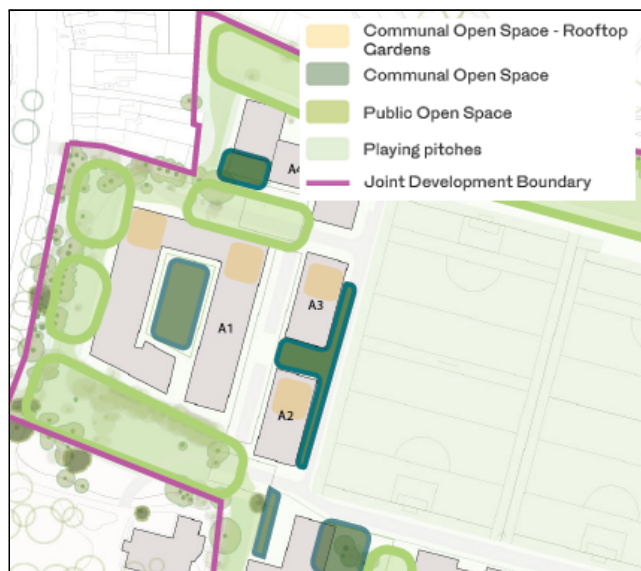 Communal Open Space - Rooftop
Gardens
Communal Open Space
Public Open Space
Playing pitches
Joint Development Boundary
A4
A3
A1
A2